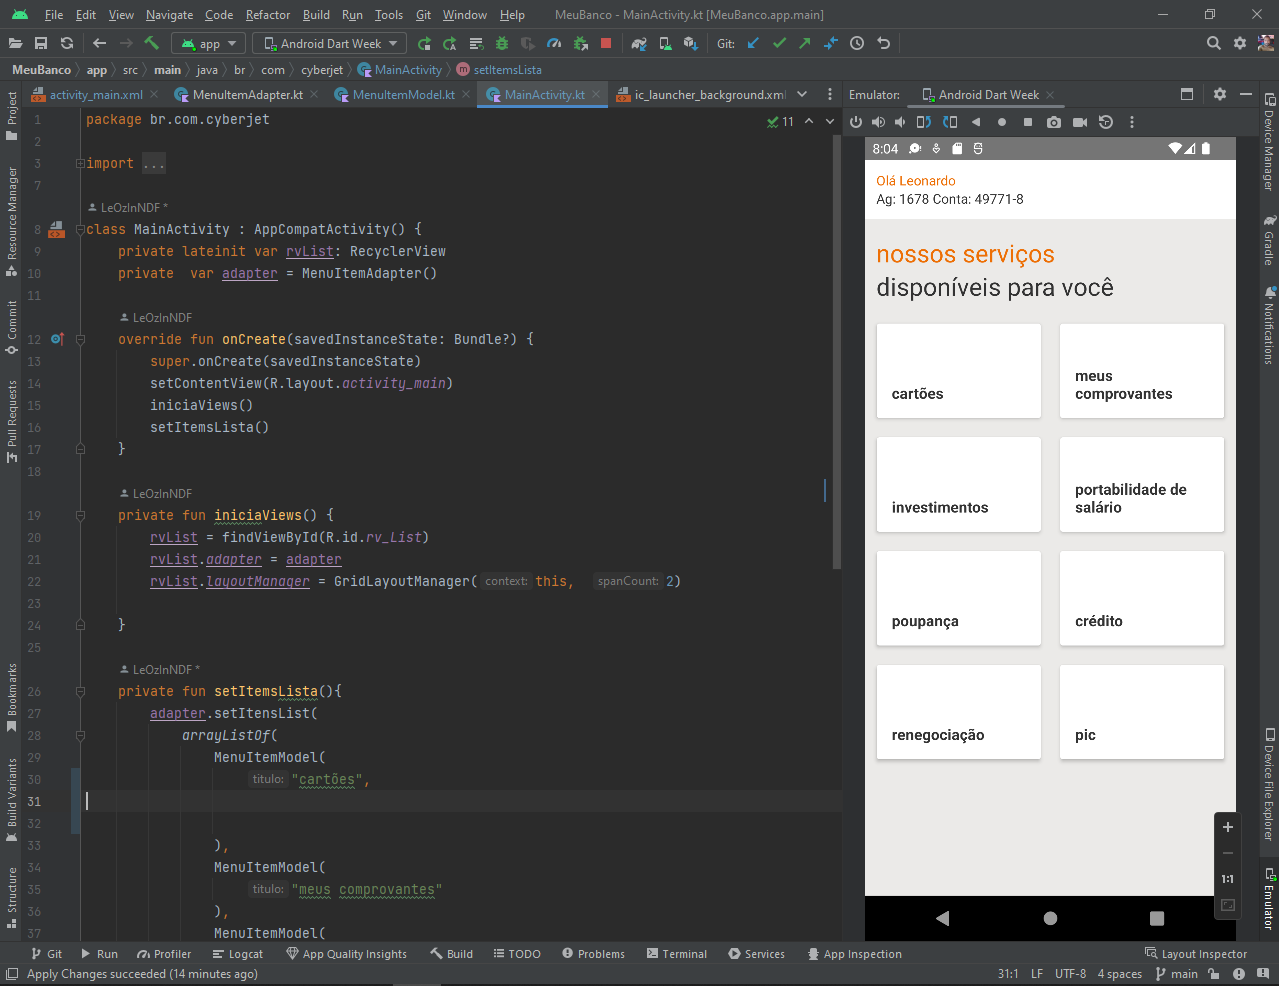 File Edit View Navigate Code Refactor Build Run Tools Git Window Help MeuBanco - MainActivity.kt [MeuBanco.app.main]
app Android Dart Week Git:
MeuBanco app src main java br com cyberjet MainActivity setItemsLista
activity_main.xml MenuItemAdapter.kt MenuItemModel.kt MainActivity.kt ic_launcher_background.xml Emulator: Android Dart Week
Project
Resource Manager
Commit
Pull Requests
Bookmarks
Build Variants
Structure
1 package br.com.cyberjet
11
2
3 import ...
7
LeOzInNDF *
8 class MainActivity : AppCompatActivity() {
9 private lateinit var rvList: RecyclerView
10 private var adapter = MenuItemAdapter()
11
LeOzInNDF
12 override fun onCreate(savedInstanceState: Bundle?) {
13 super.onCreate(savedInstanceState)
14 setContentView(R.layout.activity_main)
15 iniciaViews()
16 setItemsLista()
17 }
18
LeOzInNDF
19 private fun iniciaViews() {
20 rvList = findViewById(R.id.rv_List)
21 rvList.adapter = adapter
22 rvList.layoutManager = GridLayoutManager( context: this, spanCount: 2)
23
24 }
25
LeOzInNDF *
26 private fun setItemsLista(){
27 adapter.setItensList(
28 arrayListOf(
29 MenuItemModel(
30 titulo: "cartões",
31
32
33 ),
34 MenuItemModel(
35 titulo: "meus comprovantes"
36 ),
37 MenuItemModel(
8:04
Olá Leonardo
Ag: 1678 Conta: 49771-8
nossos serviços
disponíveis para você
cartões
meus
comprovantes
investimentos
portabilidade de
salário
poupança
crédito
renegociação
pic
1:1
Device Manager
Gradle
Notifications
Device File Explorer
Emulator
Git Run Profiler Logcat App Quality Insights Build TODO Problems Terminal Services App Inspection Layout Inspector
Apply Changes succeeded (14 minutes ago) 31:1 LF UTF-8 4 spaces main